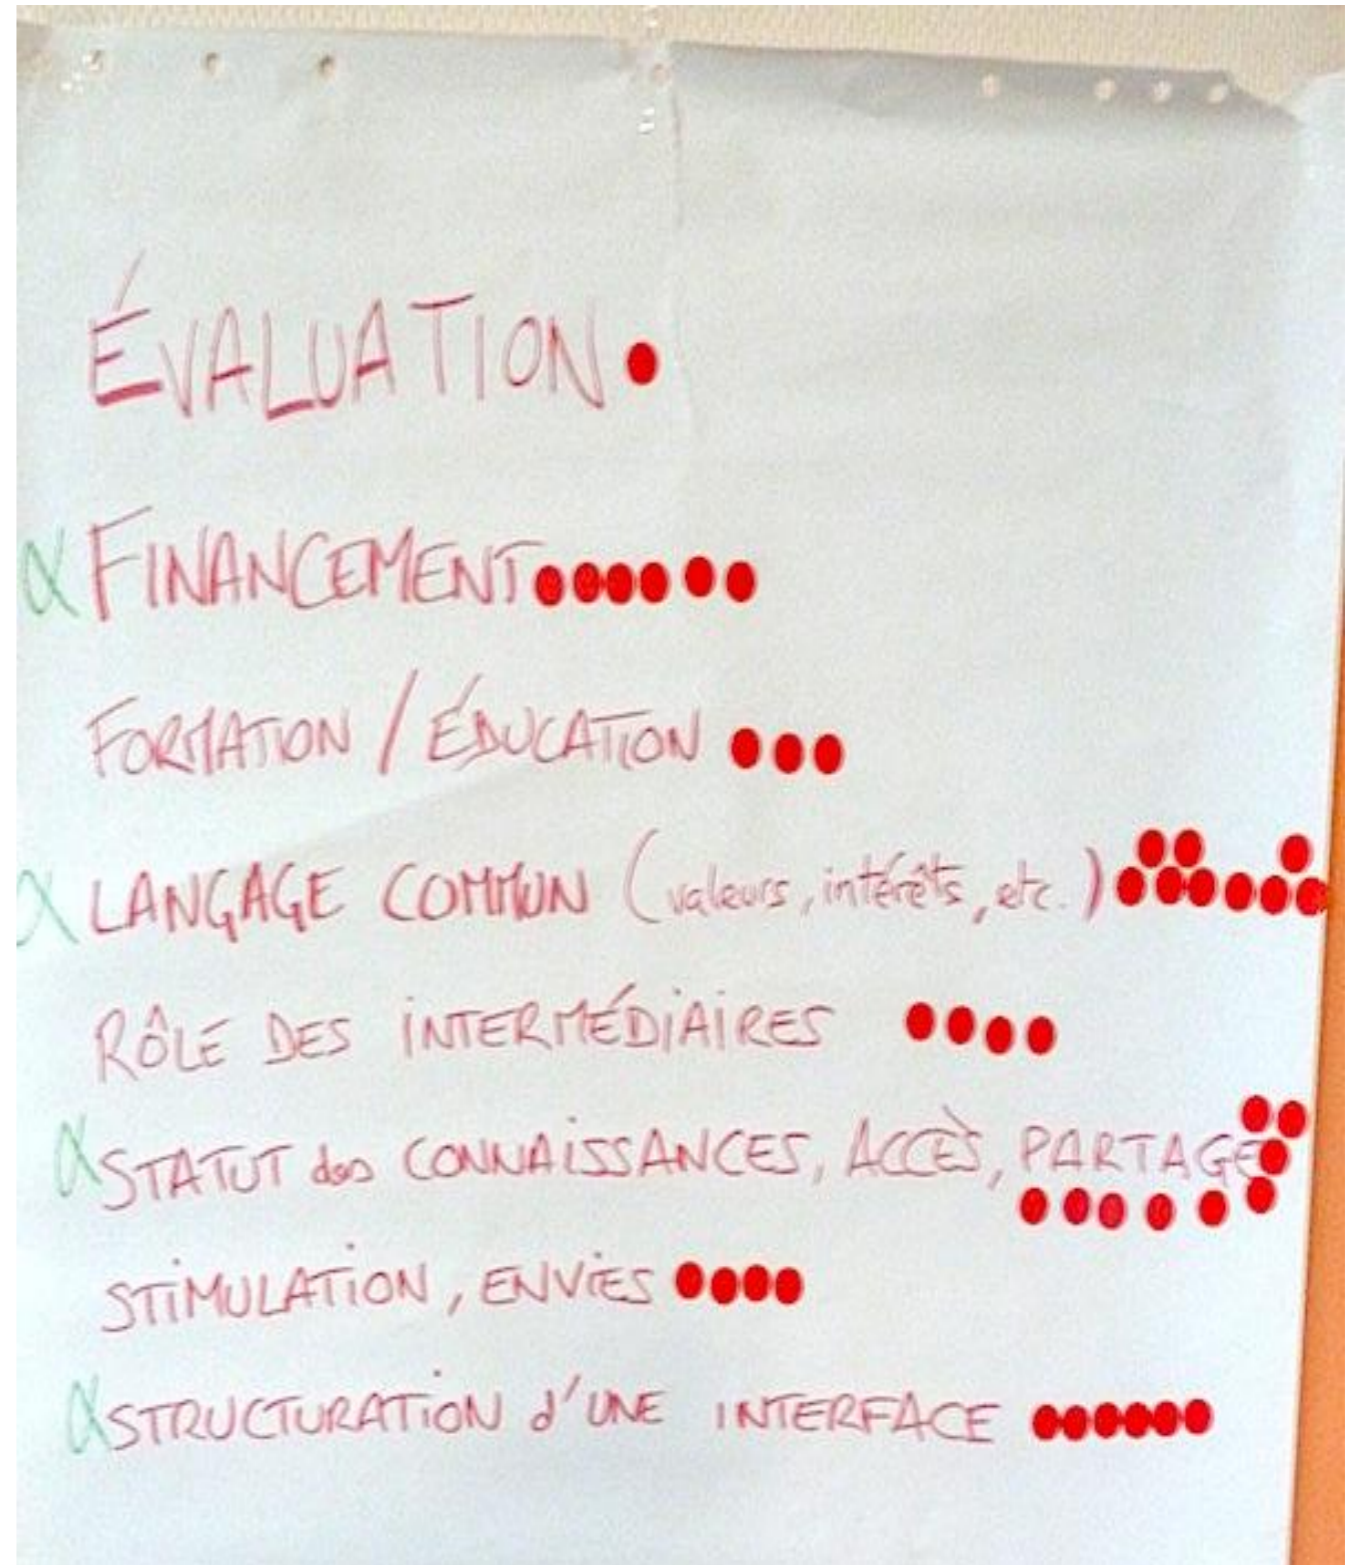 ÉVALUATION
α FINANCEMENT
FORMATION / ÉDUCATION
α LANGAGE COMMUN (valeurs, intérêts, etc.)
RÔLE DES INTERMÉDIAIRES
α STATUT des CONNAISSANCES, ACCÈS, PARTAGE
STIMULATION, ENVIES
α STRUCTURATION d'UNE INTERFACE